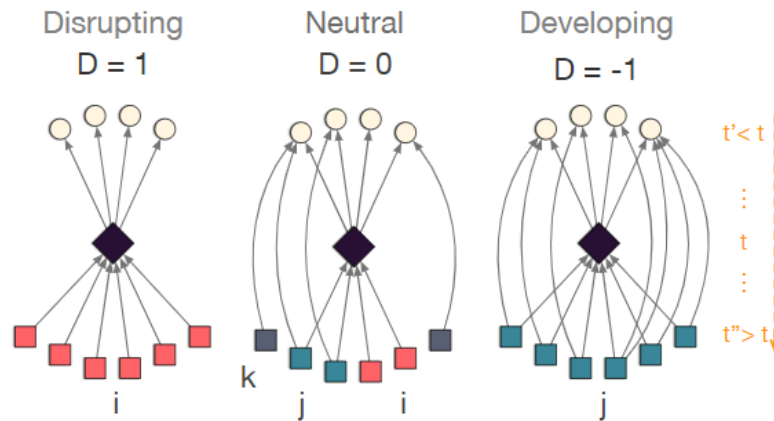 Disrupting Neutral Developing
D = 1 D = 0 D = -1
t'< t
⋮
t
⋮
t''> t
k
i j i j